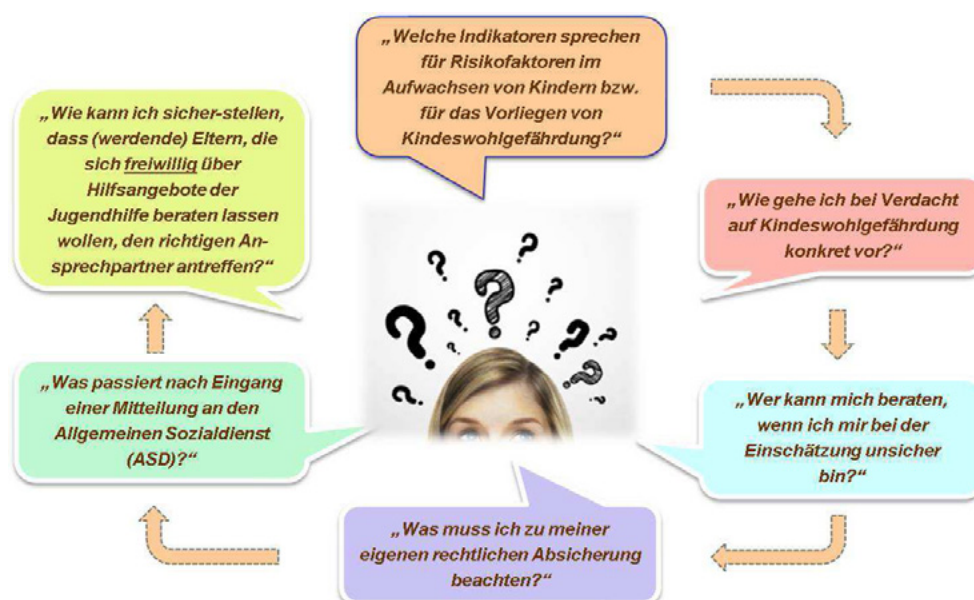 „Welche Indikatoren sprechen
für Risikofaktoren im
Aufwachsen von Kindern bzw.
für das Vorliegen von
Kindeswohlgefährdung?“
„Wie gehe ich bei Verdacht
auf Kindeswohlgefährdung
konkret vor?“
„Wer kann mich beraten,
wenn ich mir bei der
Einschätzung unsicher
bin?“
„Was muss ich zu meiner
eigenen rechtlichen Absicherung
beachten?“
„Was passiert nach Eingang
einer Mitteilung an den
Allgemeinen Sozialdienst
(ASD)?“
„Wie kann ich sicher-stellen,
dass (werdende) Eltern, die
sich freiwillig über
Hilfsangebote der
Jugendhilfe beraten lassen
wollen, den richtigen An-
sprechpartner antreffen?“